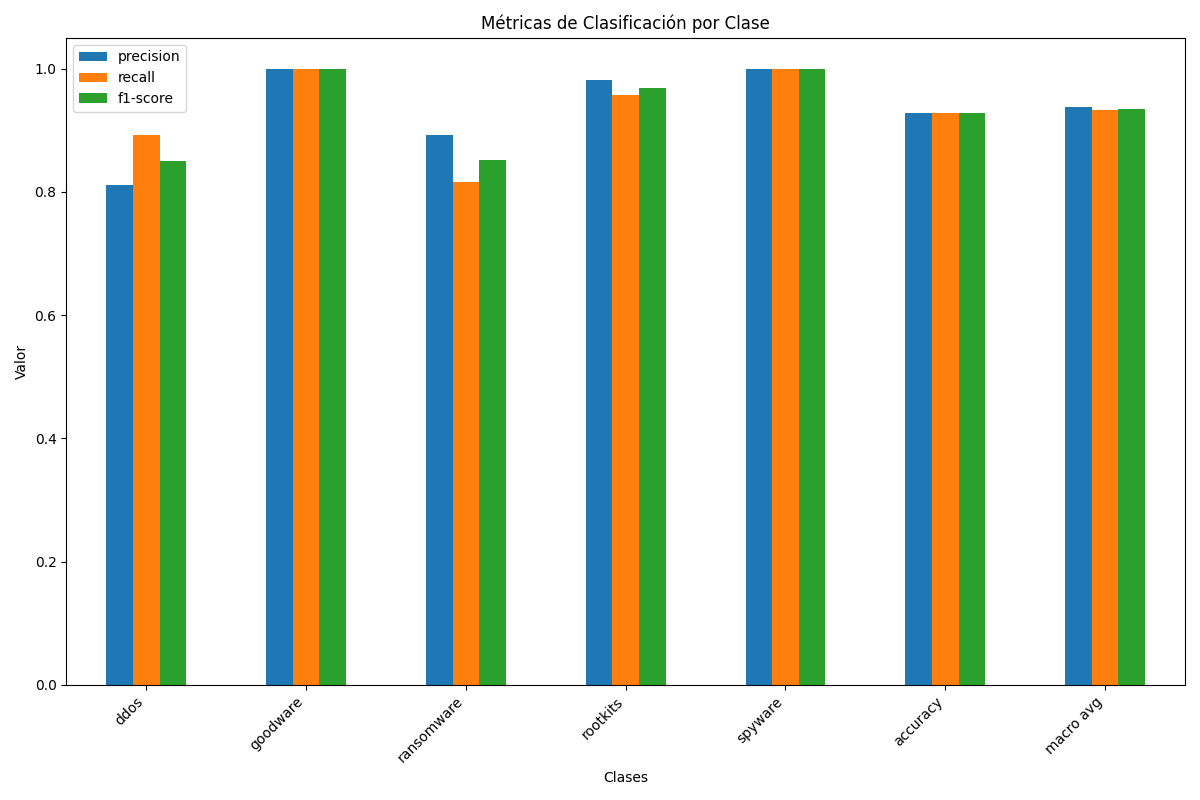 Métricas de Clasificación por Clase
precision
recall
f1-score
1.0
0.8
0.6
0.4
0.2
0.0
Valor
ddos
goodware
ransomware
rootkits
spyware
accuracy
macro avg
Clases